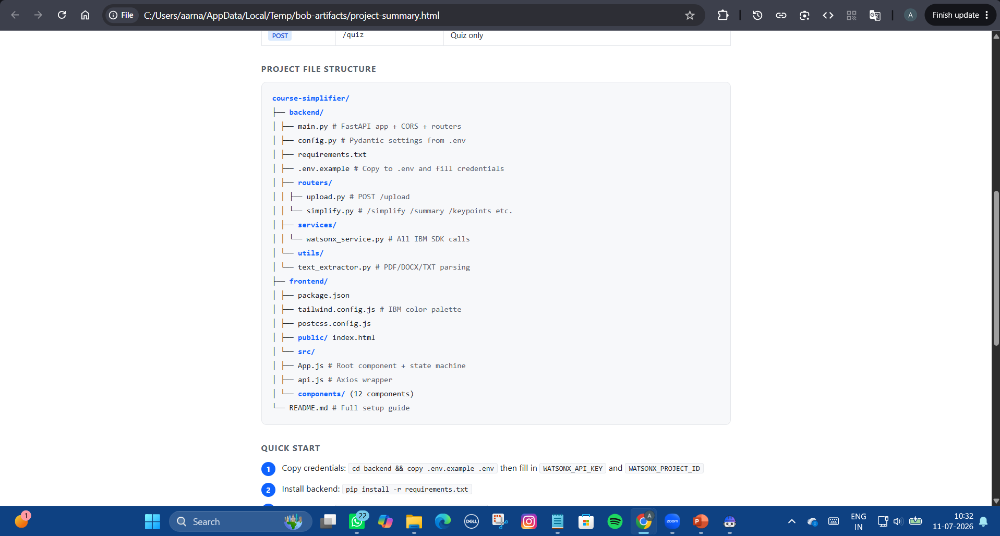 File C:/Users/aarna/AppData/Local/Temp/bob-artifacts/project-summary.html A Finish update
POST /quiz Quiz only
PROJECT FILE STRUCTURE
course-simplifier/
├── backend/
│ ├── main.py # FastAPI app + CORS + routers
│ ├── config.py # Pydantic settings from .env
│ ├── requirements.txt
│ ├── .env.example # Copy to .env and fill credentials
│ ├── routers/
│ │ ├── upload.py # POST /upload
│ │ └── simplify.py # /simplify /summary /keypoints etc.
│ ├── services/
│ │ └── watsonx_service.py # All IBM SDK calls
│ └── utils/
│ └── text_extractor.py # PDF/DOCX/TXT parsing
├── frontend/
│ ├── package.json
│ ├── tailwind.config.js # IBM color palette
│ ├── postcss.config.js
│ ├── public/ index.html
│ └── src/
│ ├── App.js # Root component + state machine
│ ├── api.js # Axios wrapper
│ └── components/ (12 components)
└── README.md # Full setup guide
QUICK START
1 Copy credentials: cd backend && copy .env.example .env then fill in WATSONX_API_KEY and WATSONX_PROJECT_ID
2 Install backend: pip install -r requirements.txt
1 Search 22 DELL A zoom P ENG IN 10:32
11-07-2026